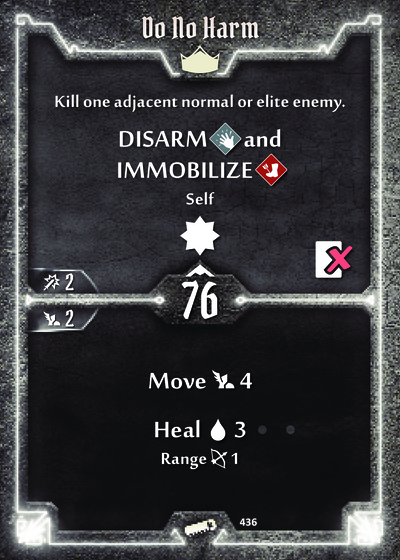 Do No Harm
Kill one adjacent normal or elite enemy.
DISARM and
IMMOBILIZE
Self
2
76
2
Move 4
Heal 3
Range 1
436